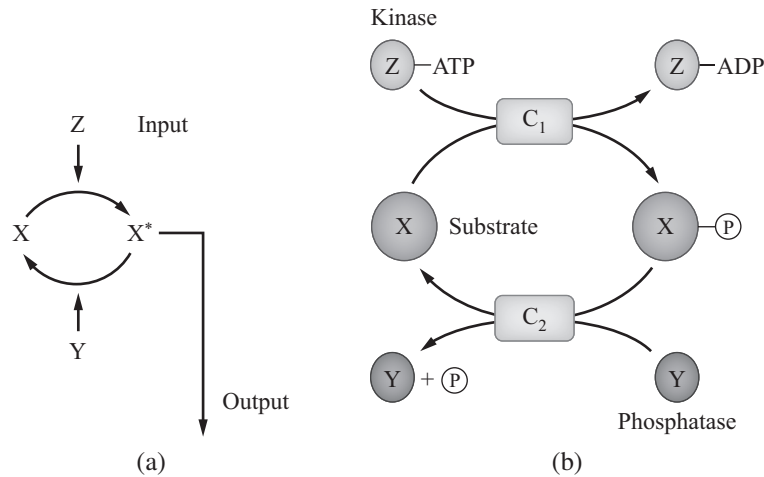 Z Input
X X*
Y
Output
(a)
Kinase
Z ATP Z ADP
C1
X Substrate X P
C2
Y + P Y
Phosphatase
(b)